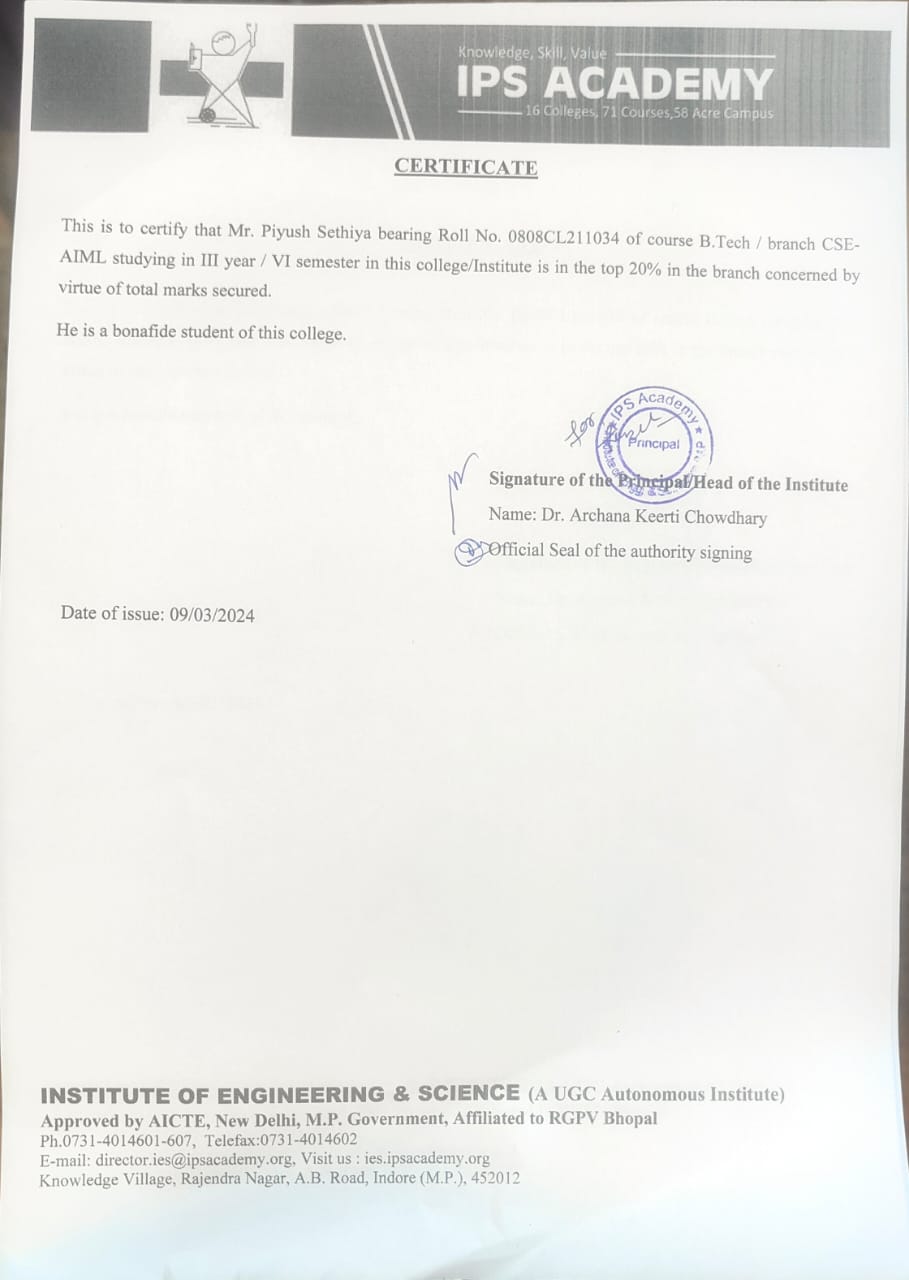 Knowledge, Skill, Value
IPS ACADEMY
16 Colleges, 71 Courses,58 Acre Campus
CERTIFICATE
This is to certify that Mr. Piyush Sethiya bearing Roll No. 0808CL211034 of course B.Tech / branch CSE-
AIML studying in III year / VI semester in this college/Institute is in the top 20% in the branch concerned by
virtue of total marks secured.
He is a bonafide student of this college.
for
IPS Academy
Principal
Signature of the Principal/Head of the Institute
Name: Dr. Archana Keerti Chowdhary
Official Seal of the authority signing
Date of issue: 09/03/2024
INSTITUTE OF ENGINEERING & SCIENCE (A UGC Autonomous Institute)
Approved by AICTE, New Delhi, M.P. Government, Affiliated to RGPV Bhopal
Ph.0731-4014601-607, Telefax:0731-4014602
E-mail: director.ies@ipsacademy.org, Visit us : ies.ipsacademy.org
Knowledge Village, Rajendra Nagar, A.B. Road, Indore (M.P.), 452012